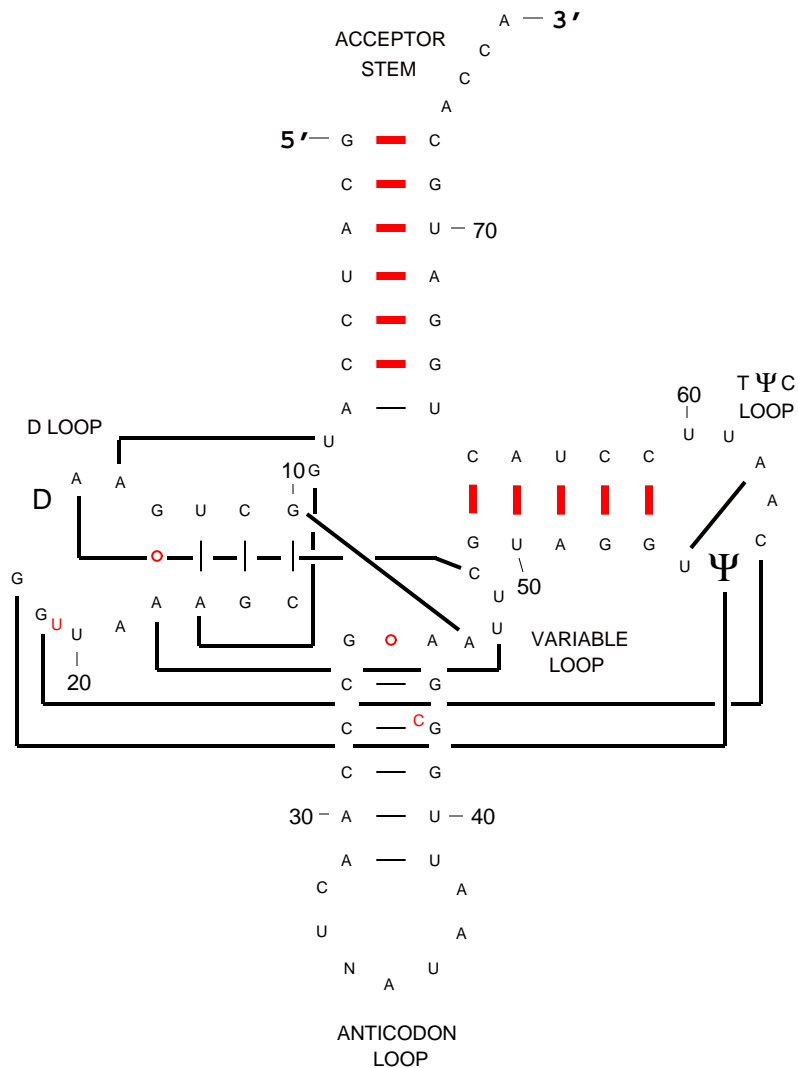 A — 3'
ACCEPTOR
STEM
C
C
A
5' — G C
C G
A U — 70
U A
C G
C G
A U
60
T Ψ C
LOOP
D LOOP
U
U U
C A U C C
A A
10
G
A
D
G U C G
A
G U A G G U Ψ C
G
C
50
G U U
A A A G C
U
U
20
G A A U
VARIABLE
LOOP
C G
C C G
C G
30 — A U — 40
A U
C A
U A
N A U
ANTICODON
LOOP